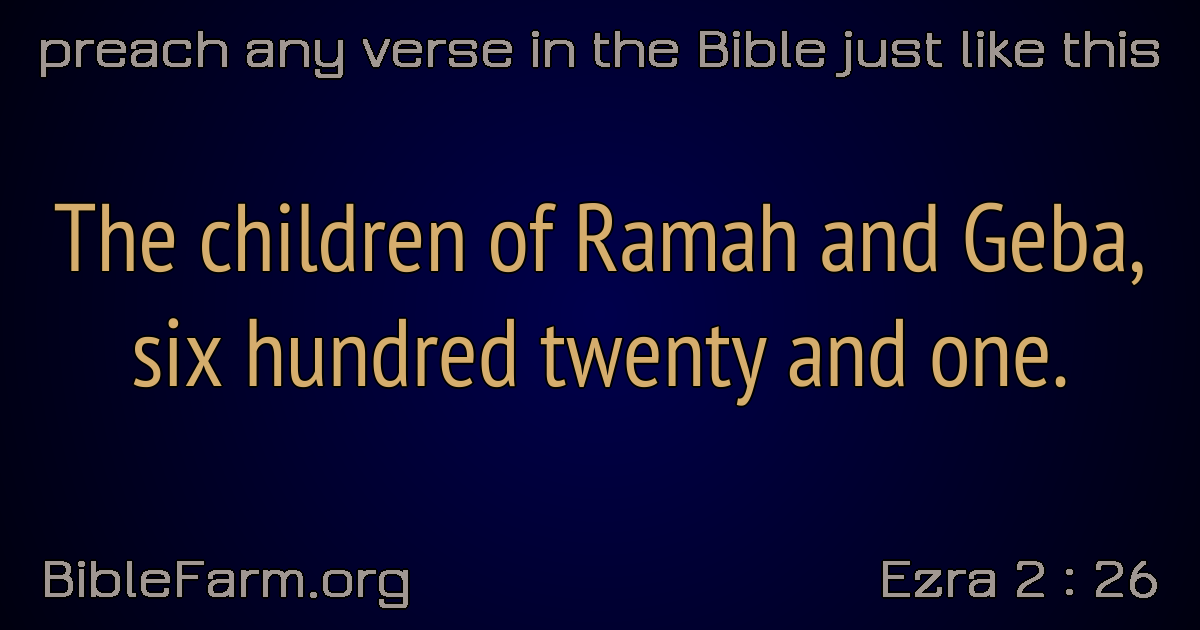 preach any verse in the Bible just like this
The children of Ramah and Geba,
six hundred twenty and one.
BibleFarm.org
Ezra 2 : 26